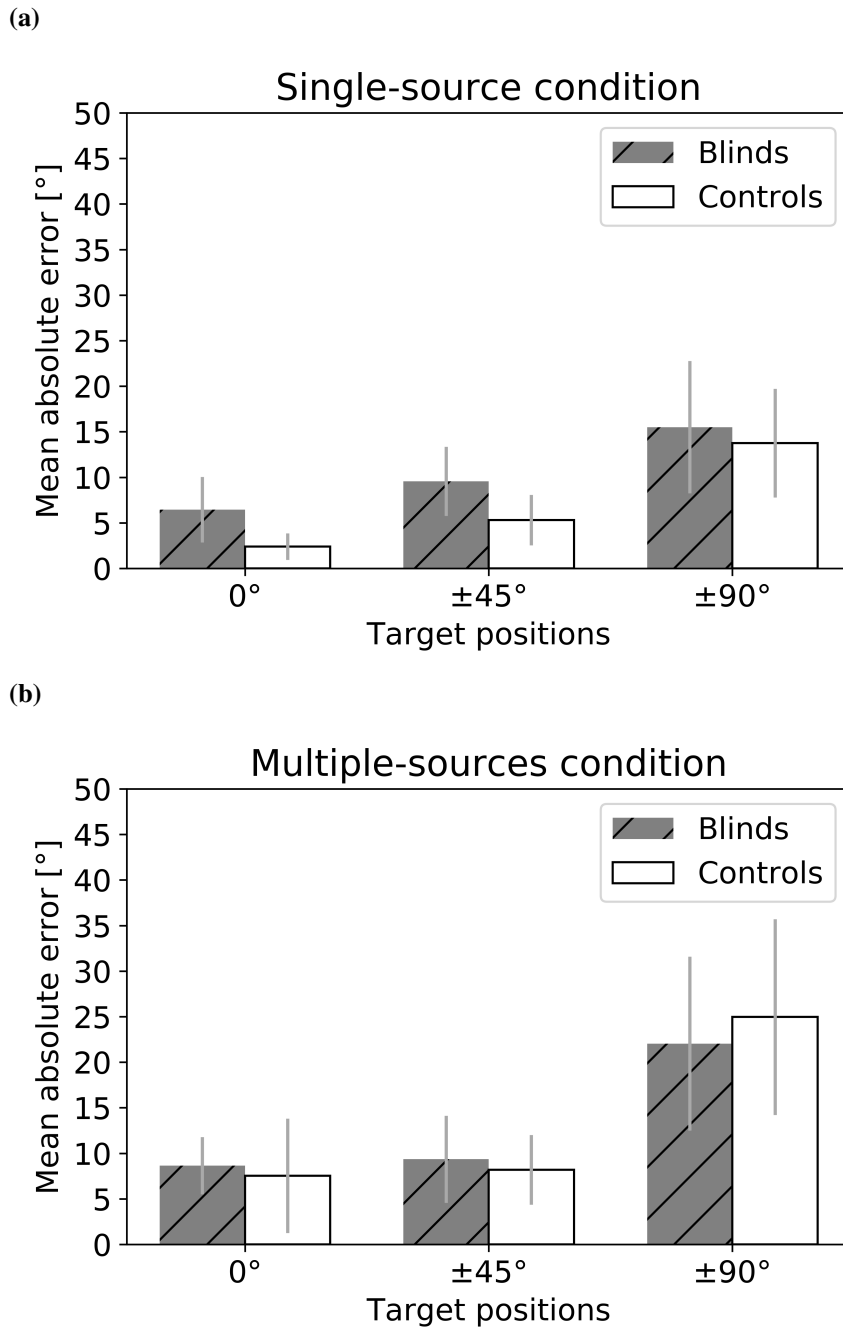 (a)
Single-source condition
Mean absolute error [°]
50
45
40
35
30
25
20
15
10
5
0
Blinds
Controls
0°
±45°
±90°
Target positions
(b)
Multiple-sources condition
Mean absolute error [°]
50
45
40
35
30
25
20
15
10
5
0
Blinds
Controls
0°
±45°
±90°
Target positions